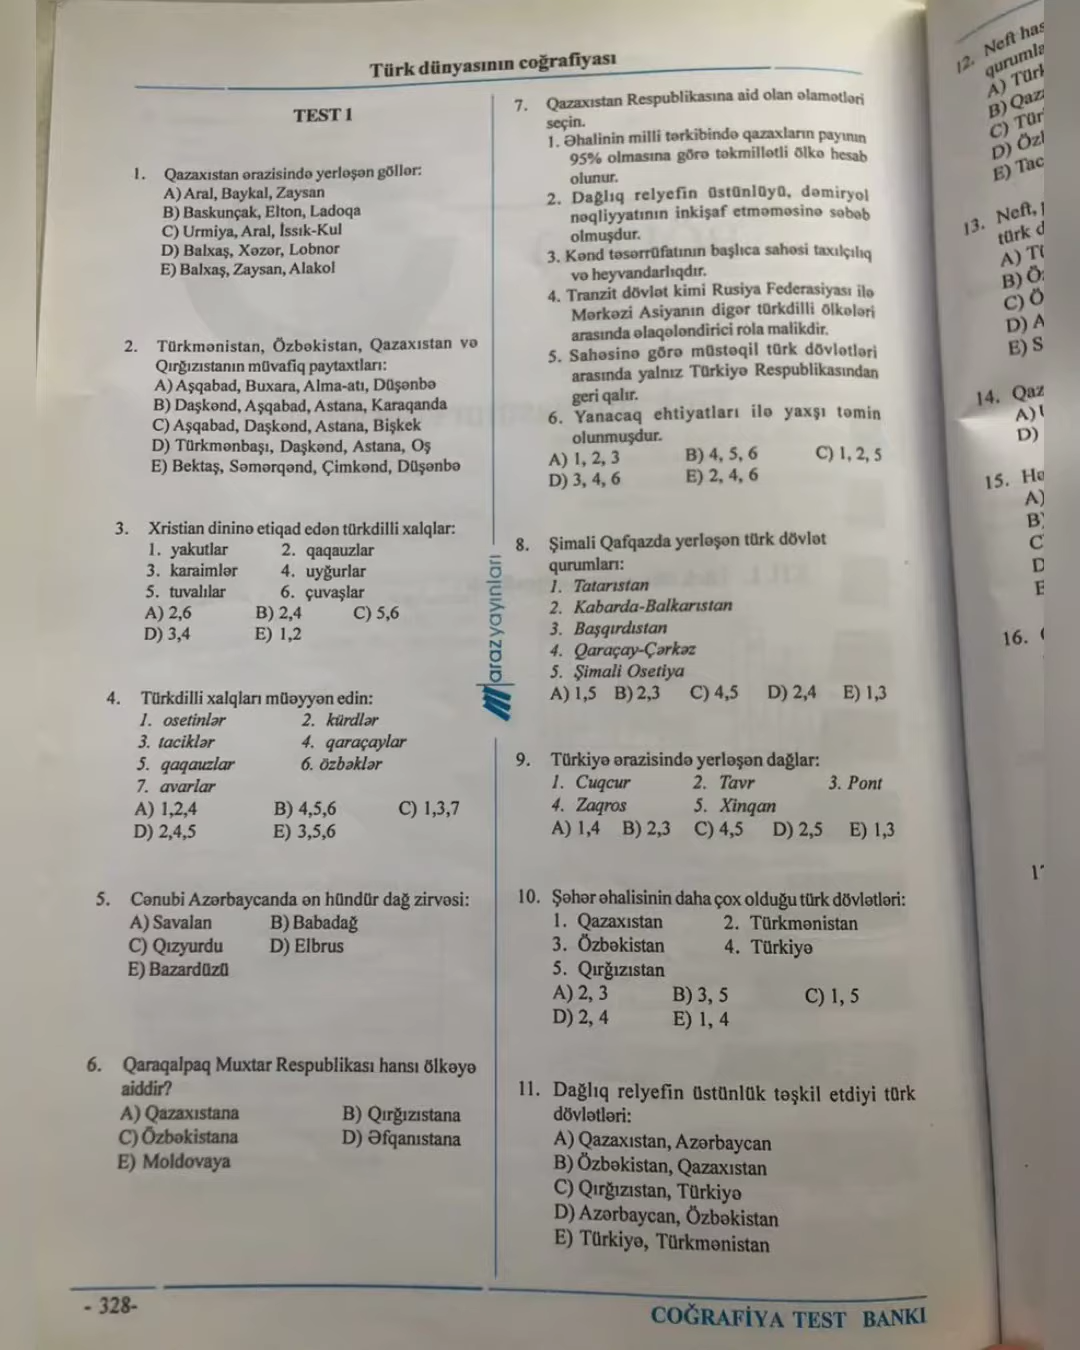 Türk dünyasının coğrafiyası
TEST 1
1. Qazaxıstan ərazisində yerləşən göllər:
A) Aral, Baykal, Zaysan
B) Baskunçak, Elton, Ladoqa
C) Urmiya, Aral, İssık-Kul
D) Balxaş, Xəzər, Lobnor
E) Balxaş, Zaysan, Alakol
2. Türkmənistan, Özbəkistan, Qazaxıstan və
Qırğızıstanın müvafiq paytaxtları:
A) Aşqabad, Buxara, Alma-atı, Düşənbə
B) Daşkənd, Aşqabad, Astana, Karaqanda
C) Aşqabad, Daşkənd, Astana, Bişkek
D) Türkmənbaşı, Daşkənd, Astana, Oş
E) Bektaş, Səmərqənd, Çimkənd, Düşənbə
3. Xristian dininə etiqad edən türkdilli xalqlar:
1. yakutlar 2. qaqauzlar
3. karaimlər 4. uyğurlar
5. tuvalılar 6. çuvaşlar
A) 2,6 B) 2,4 C) 5,6
D) 3,4 E) 1,2
4. Türkdilli xalqları müəyyən edin:
1. osetinlər 2. kürdlər
3. taciklər 4. qaraçaylar
5. qaqauzlar 6. özbəklər
7. avarlar
A) 1,2,4 B) 4,5,6 C) 1,3,7
D) 2,4,5 E) 3,5,6
5. Cənubi Azərbaycanda ən hündür dağ zirvəsi:
A) Savalan B) Babadağ
C) Qızyurdu D) Elbrus
E) Bazardüzü
6. Qaraqalpaq Muxtar Respublikası hansı ölkəyə
aiddir?
A) Qazaxıstana B) Qırğızıstana
C) Özbəkistana D) Əfqanıstana
E) Moldovaya
araz yayınları
7. Qazaxıstan Respublikasına aid olan əlamətləri
seçin.
1. Əhalinin milli tərkibində qazaxların payının
95% olmasına görə təkmillətli ölkə hesab
olunur.
2. Dağlıq relyefin üstünlüyü, dəmiryol
nəqliyyatının inkişaf etməməsinə səbəb
olmuşdur.
3. Kənd təsərrüfatının başlıca sahəsi taxılçılıq
və heyvandarlıqdır.
4. Tranzit dövlət kimi Rusiya Federasiyası ilə
Mərkəzi Asiyanın digər türkdilli ölkələri
arasında əlaqələndirici rola malikdir.
5. Sahəsinə görə müstəqil türk dövlətləri
arasında yalnız Türkiyə Respublikasından
geri qalır.
6. Yanacaq ehtiyatları ilə yaxşı təmin
olunmuşdur.
A) 1, 2, 3 B) 4, 5, 6 C) 1, 2, 5
D) 3, 4, 6 E) 2, 4, 6
8. Şimali Qafqazda yerləşən türk dövlət
qurumları:
1. Tatarıstan
2. Kabarda-Balkarıstan
3. Başqırdıstan
4. Qaraçay-Çərkəz
5. Şimali Osetiya
A) 1,5 B) 2,3 C) 4,5 D) 2,4 E) 1,3
9. Türkiyə ərazisində yerləşən dağlar:
1. Cuqcur 2. Tavr 3. Pont
4. Zaqros 5. Xinqan
A) 1,4 B) 2,3 C) 4,5 D) 2,5 E) 1,3
10. Şəhər əhalisinin daha çox olduğu türk dövlətləri:
1. Qazaxıstan 2. Türkmənistan
3. Özbəkistan 4. Türkiyə
5. Qırğızıstan
A) 2, 3 B) 3, 5 C) 1, 5
D) 2, 4 E) 1, 4
11. Dağlıq relyefin üstünlük təşkil etdiyi türk
dövlətləri:
A) Qazaxıstan, Azərbaycan
B) Özbəkistan, Qazaxıstan
C) Qırğızıstan, Türkiyə
D) Azərbaycan, Özbəkistan
E) Türkiyə, Türkmənistan
- 328-
COĞRAFİYA TEST BANKI
12. Neft
A)
B)
C)
D)
E)
13. Neft,
türk
A)
B)
C)
D)
E)
14.
A)
D)
15.
A)
B)
16.